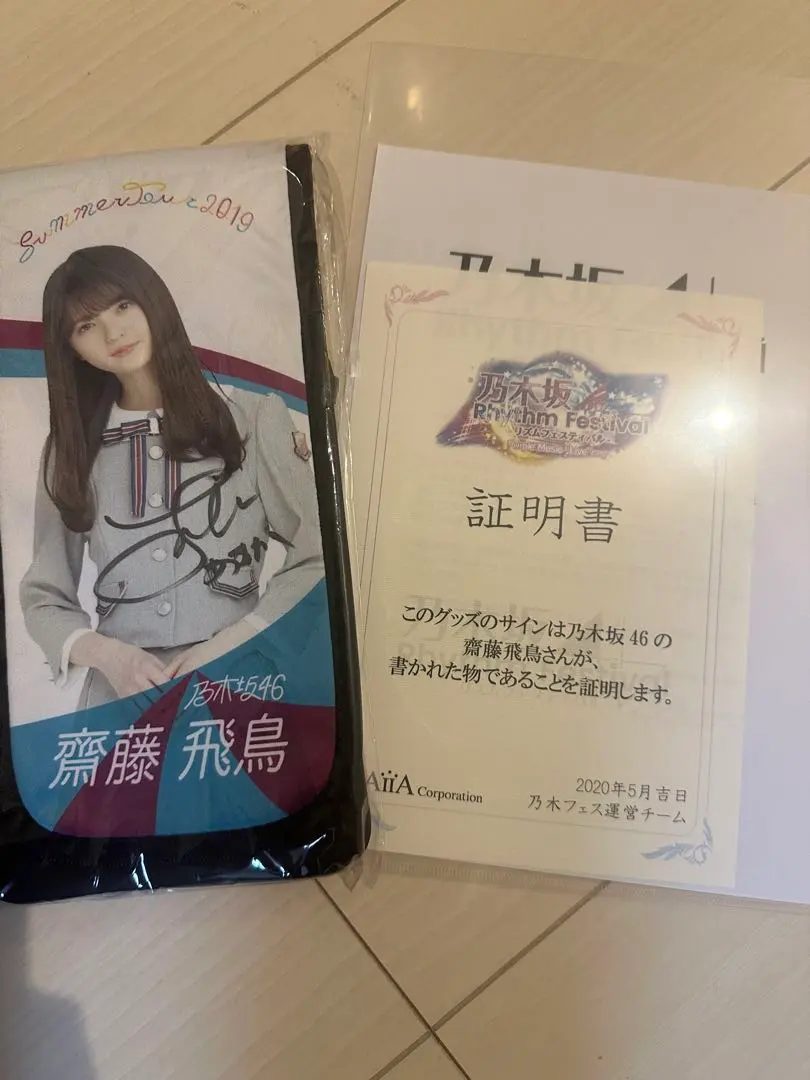 SummerTour2019
乃木坂46
齋藤 飛鳥
乃木坂
乃木坂
Rhythm Festival
リズムフェスティバル
証明書
このグッズのサインは乃木坂46の
齋藤飛鳥さんが、
書かれた物であることを証明します。
2020年5月吉日
AiiA Corporation
乃木フェス運営チーム